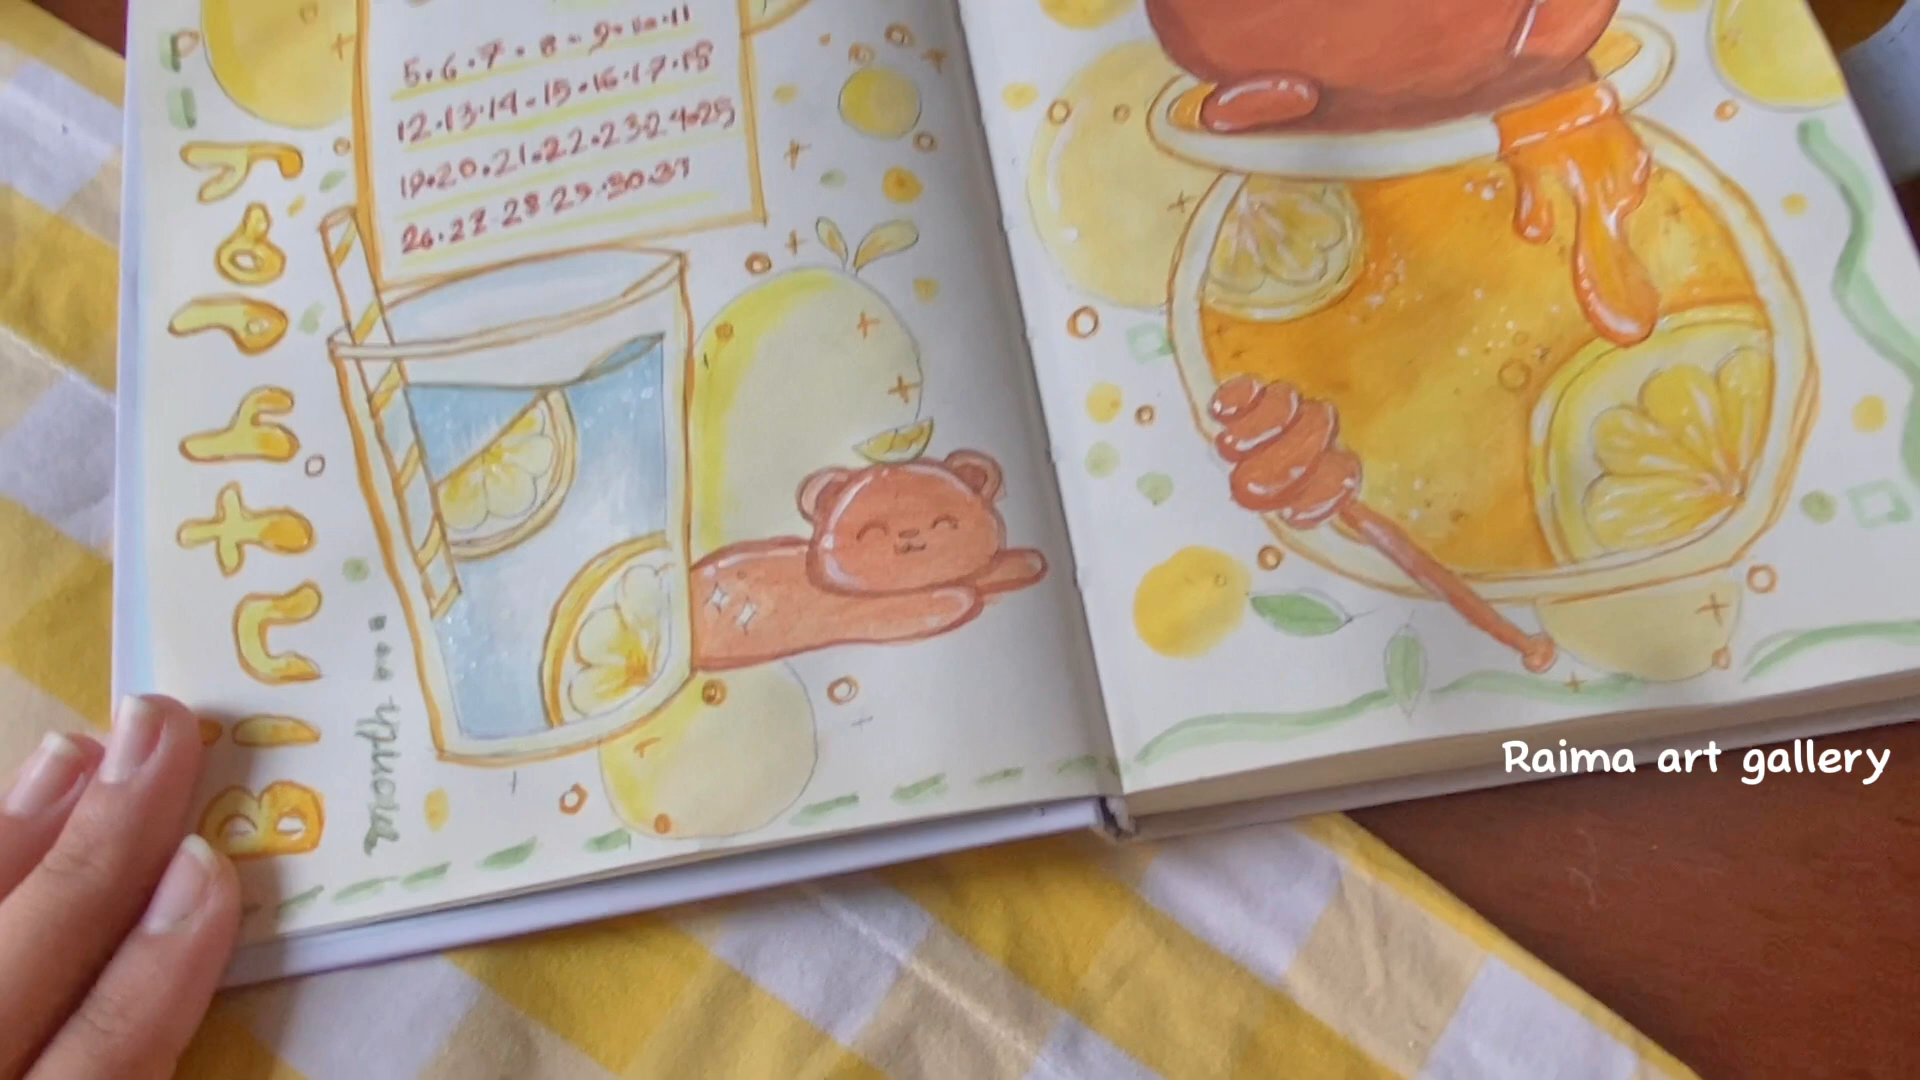 5.6.7.8-9.10.11
12.13.14-15.16.17.18
19.20.21.22.23.24.25
26.27.28.29.30.31
Birthday
month...
Raima art gallery